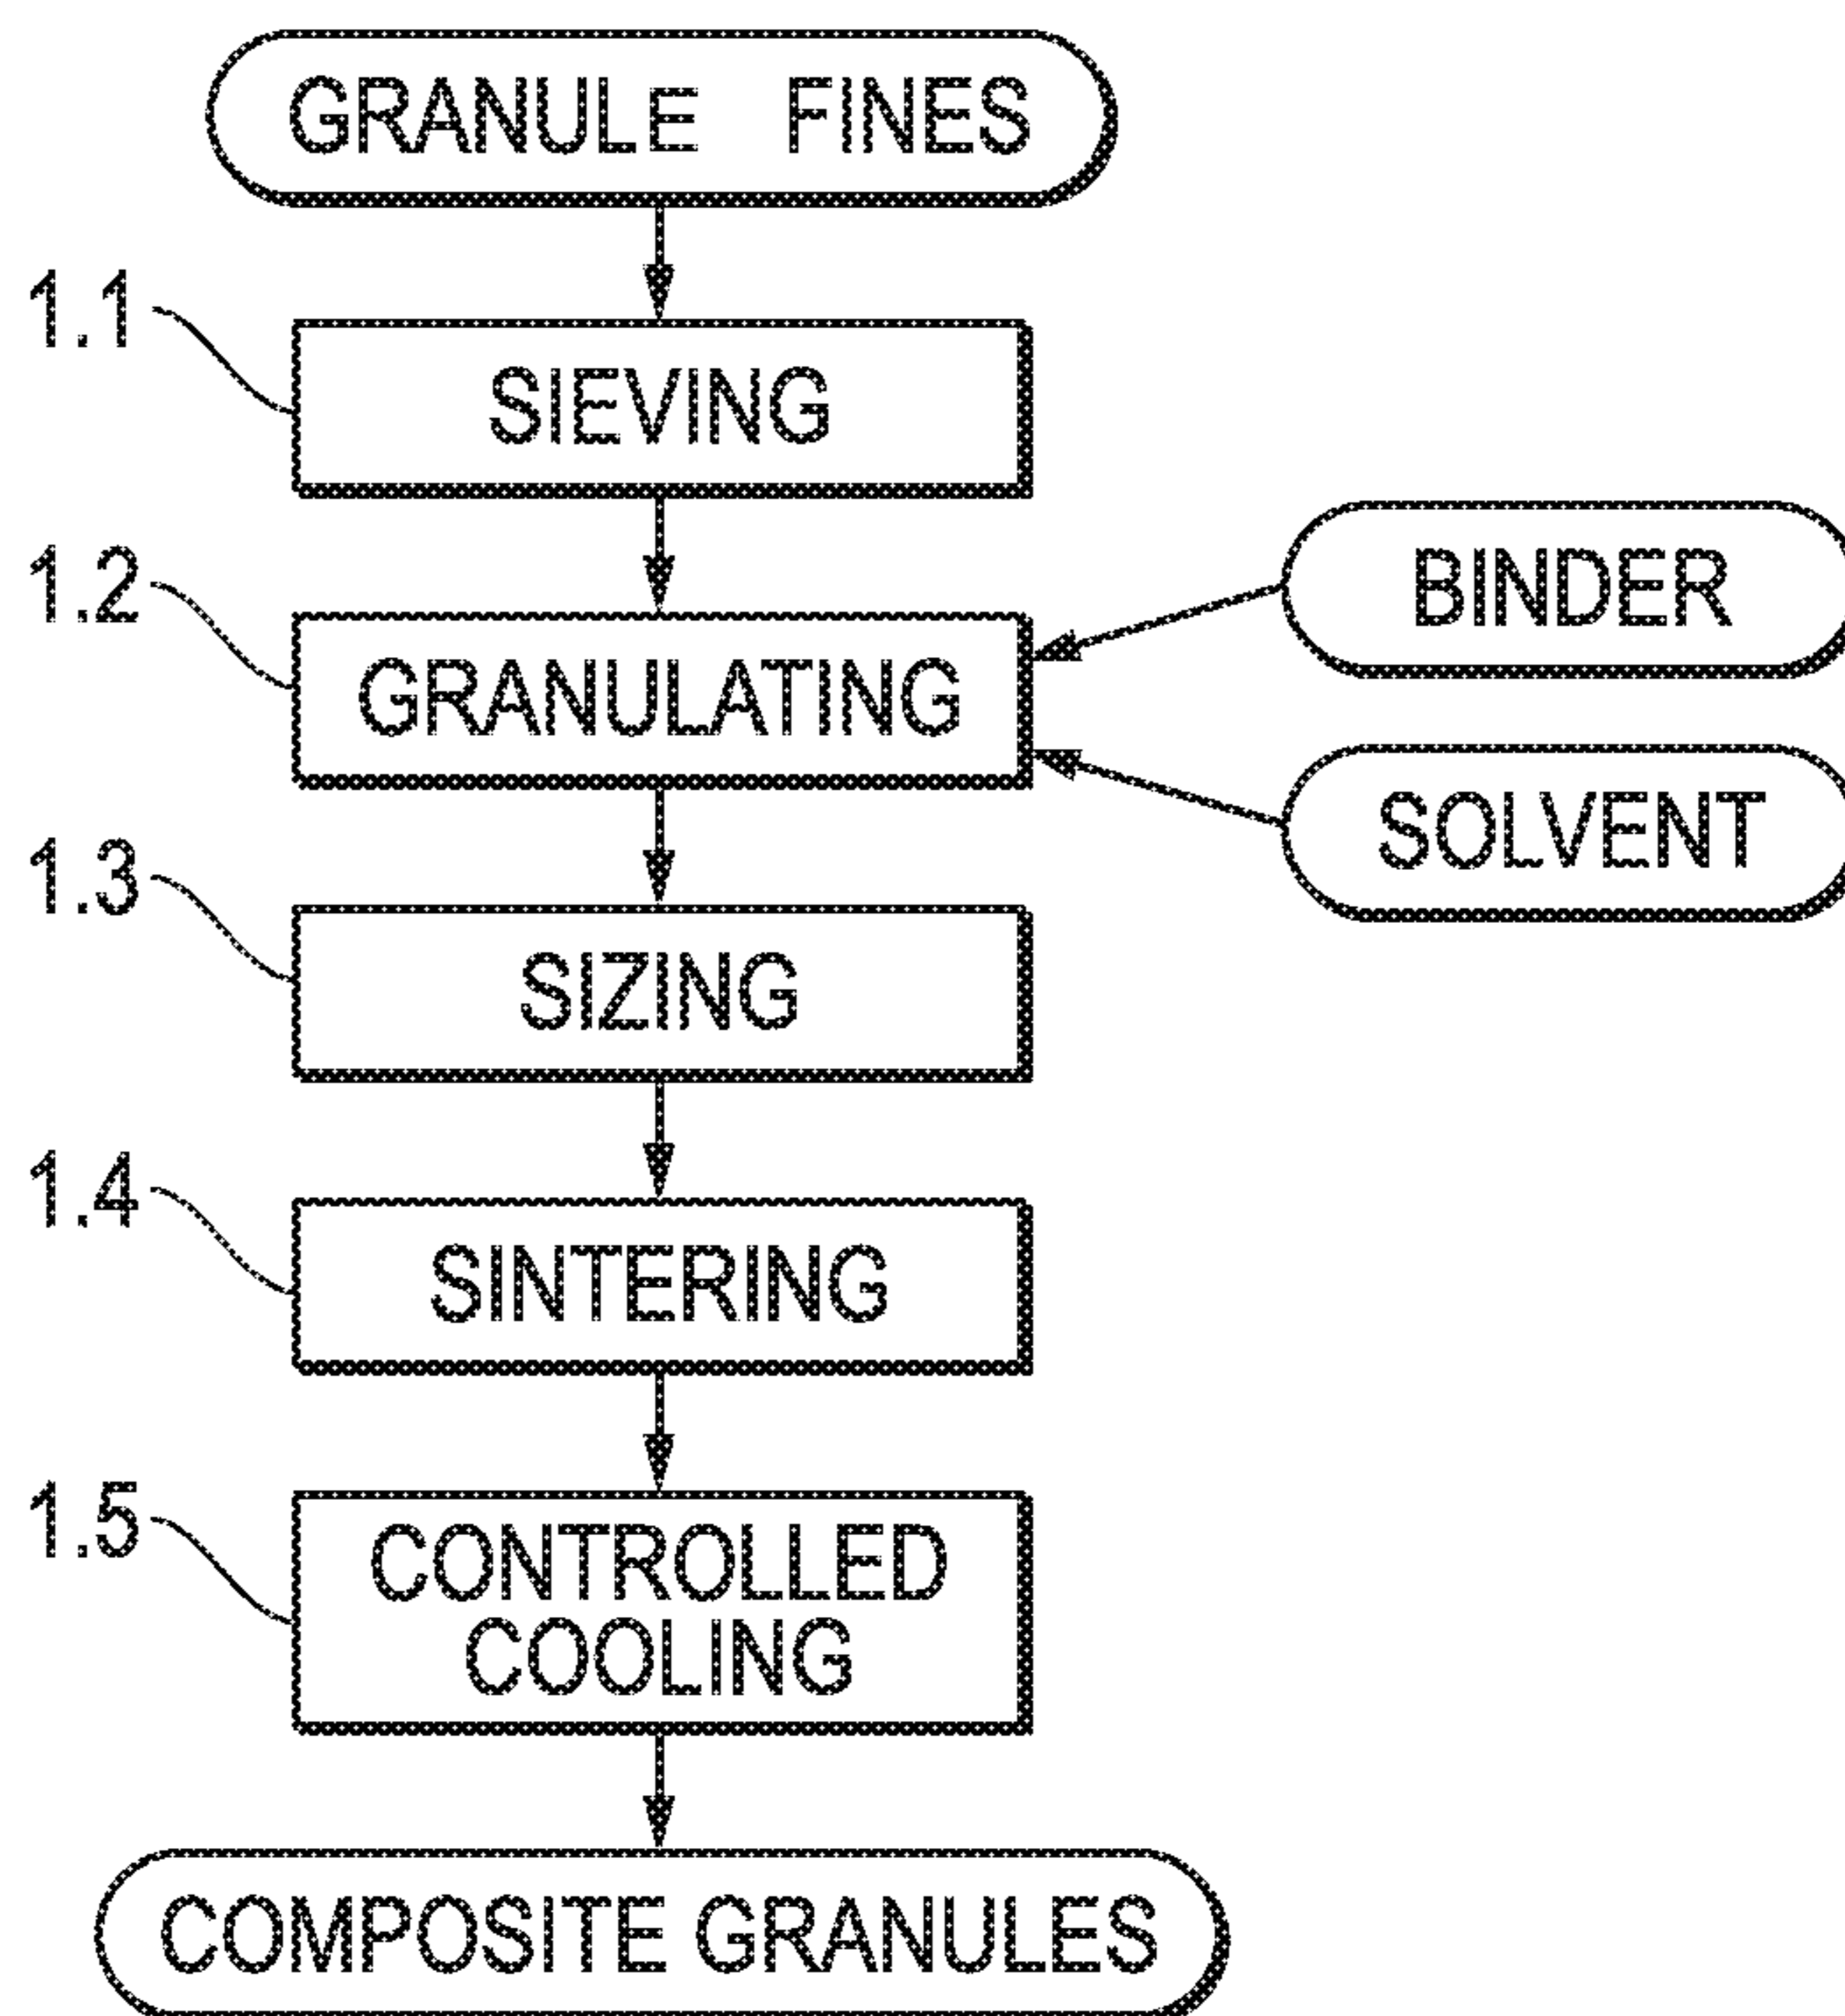 GRANULE FINES
1.1
SIEVING
1.2
GRANULATING
BINDER
SOLVENT
1.3
SIZING
1.4
SINTERING
1.5
CONTROLLED
COOLING
COMPOSITE GRANULES